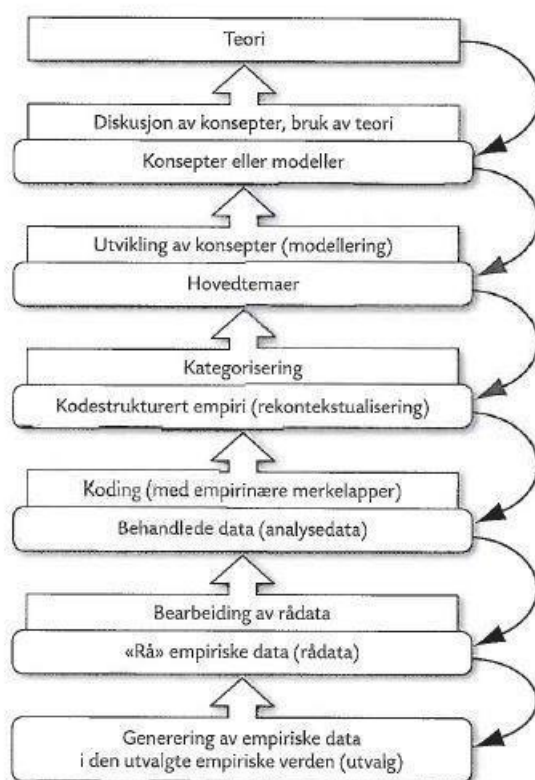 Teori
Diskusjon av konsepter, bruk av teori
Konsepter eller modeller
Utvikling av konsepter (modellering)
Hovedtemaer
Kategorisering
Kodestrukturert empiri (rekontekstualisering)
Koding (med empirinære merkelapper)
Behandlede data (analysedata)
Bearbeiding av rådata
«Rå» empiriske data (rådata)
Generering av empiriske data
i den utvalgte empiriske verden (utvalg)